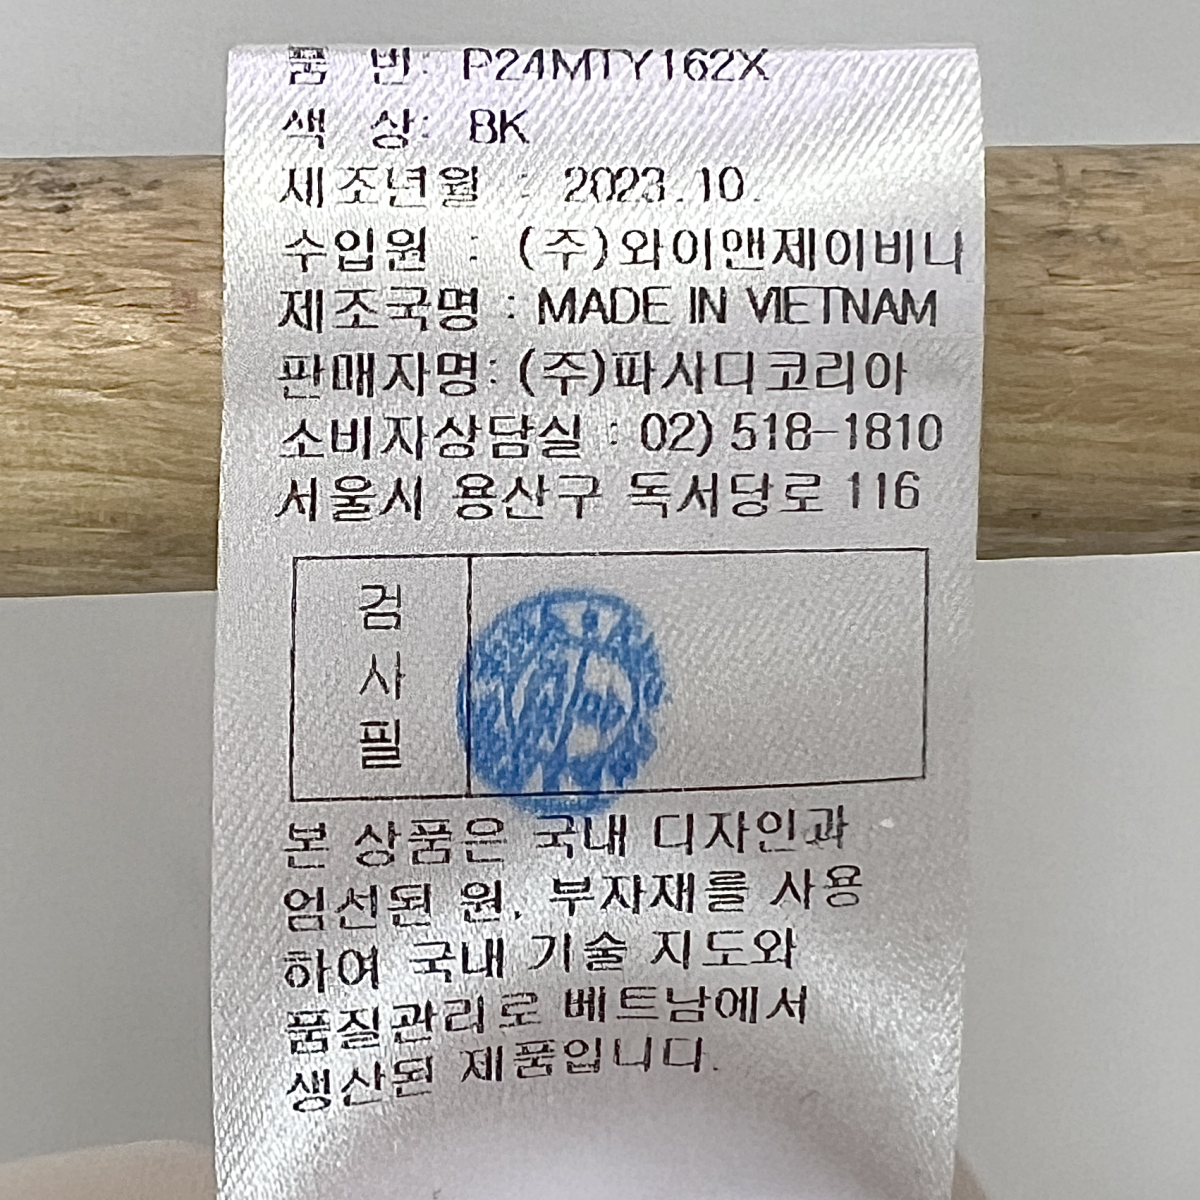 품 번: P24MTY162X
색 상: BK
제조년월 : 2023.10.
수입원 : (주)와이앤제이비나
제조국명 : MADE IN VIETNAM
판매자명: (주)파사디코리아
소비자상담실 : 02) 518-1810
서울시 용산구 독서당로 116
검
사
필
본 상품은 국내 디자인과
엄선된 원, 부자재를 사용
하여 국내 기술 지도와
품질관리로 베트남에서
생산된 제품입니다.